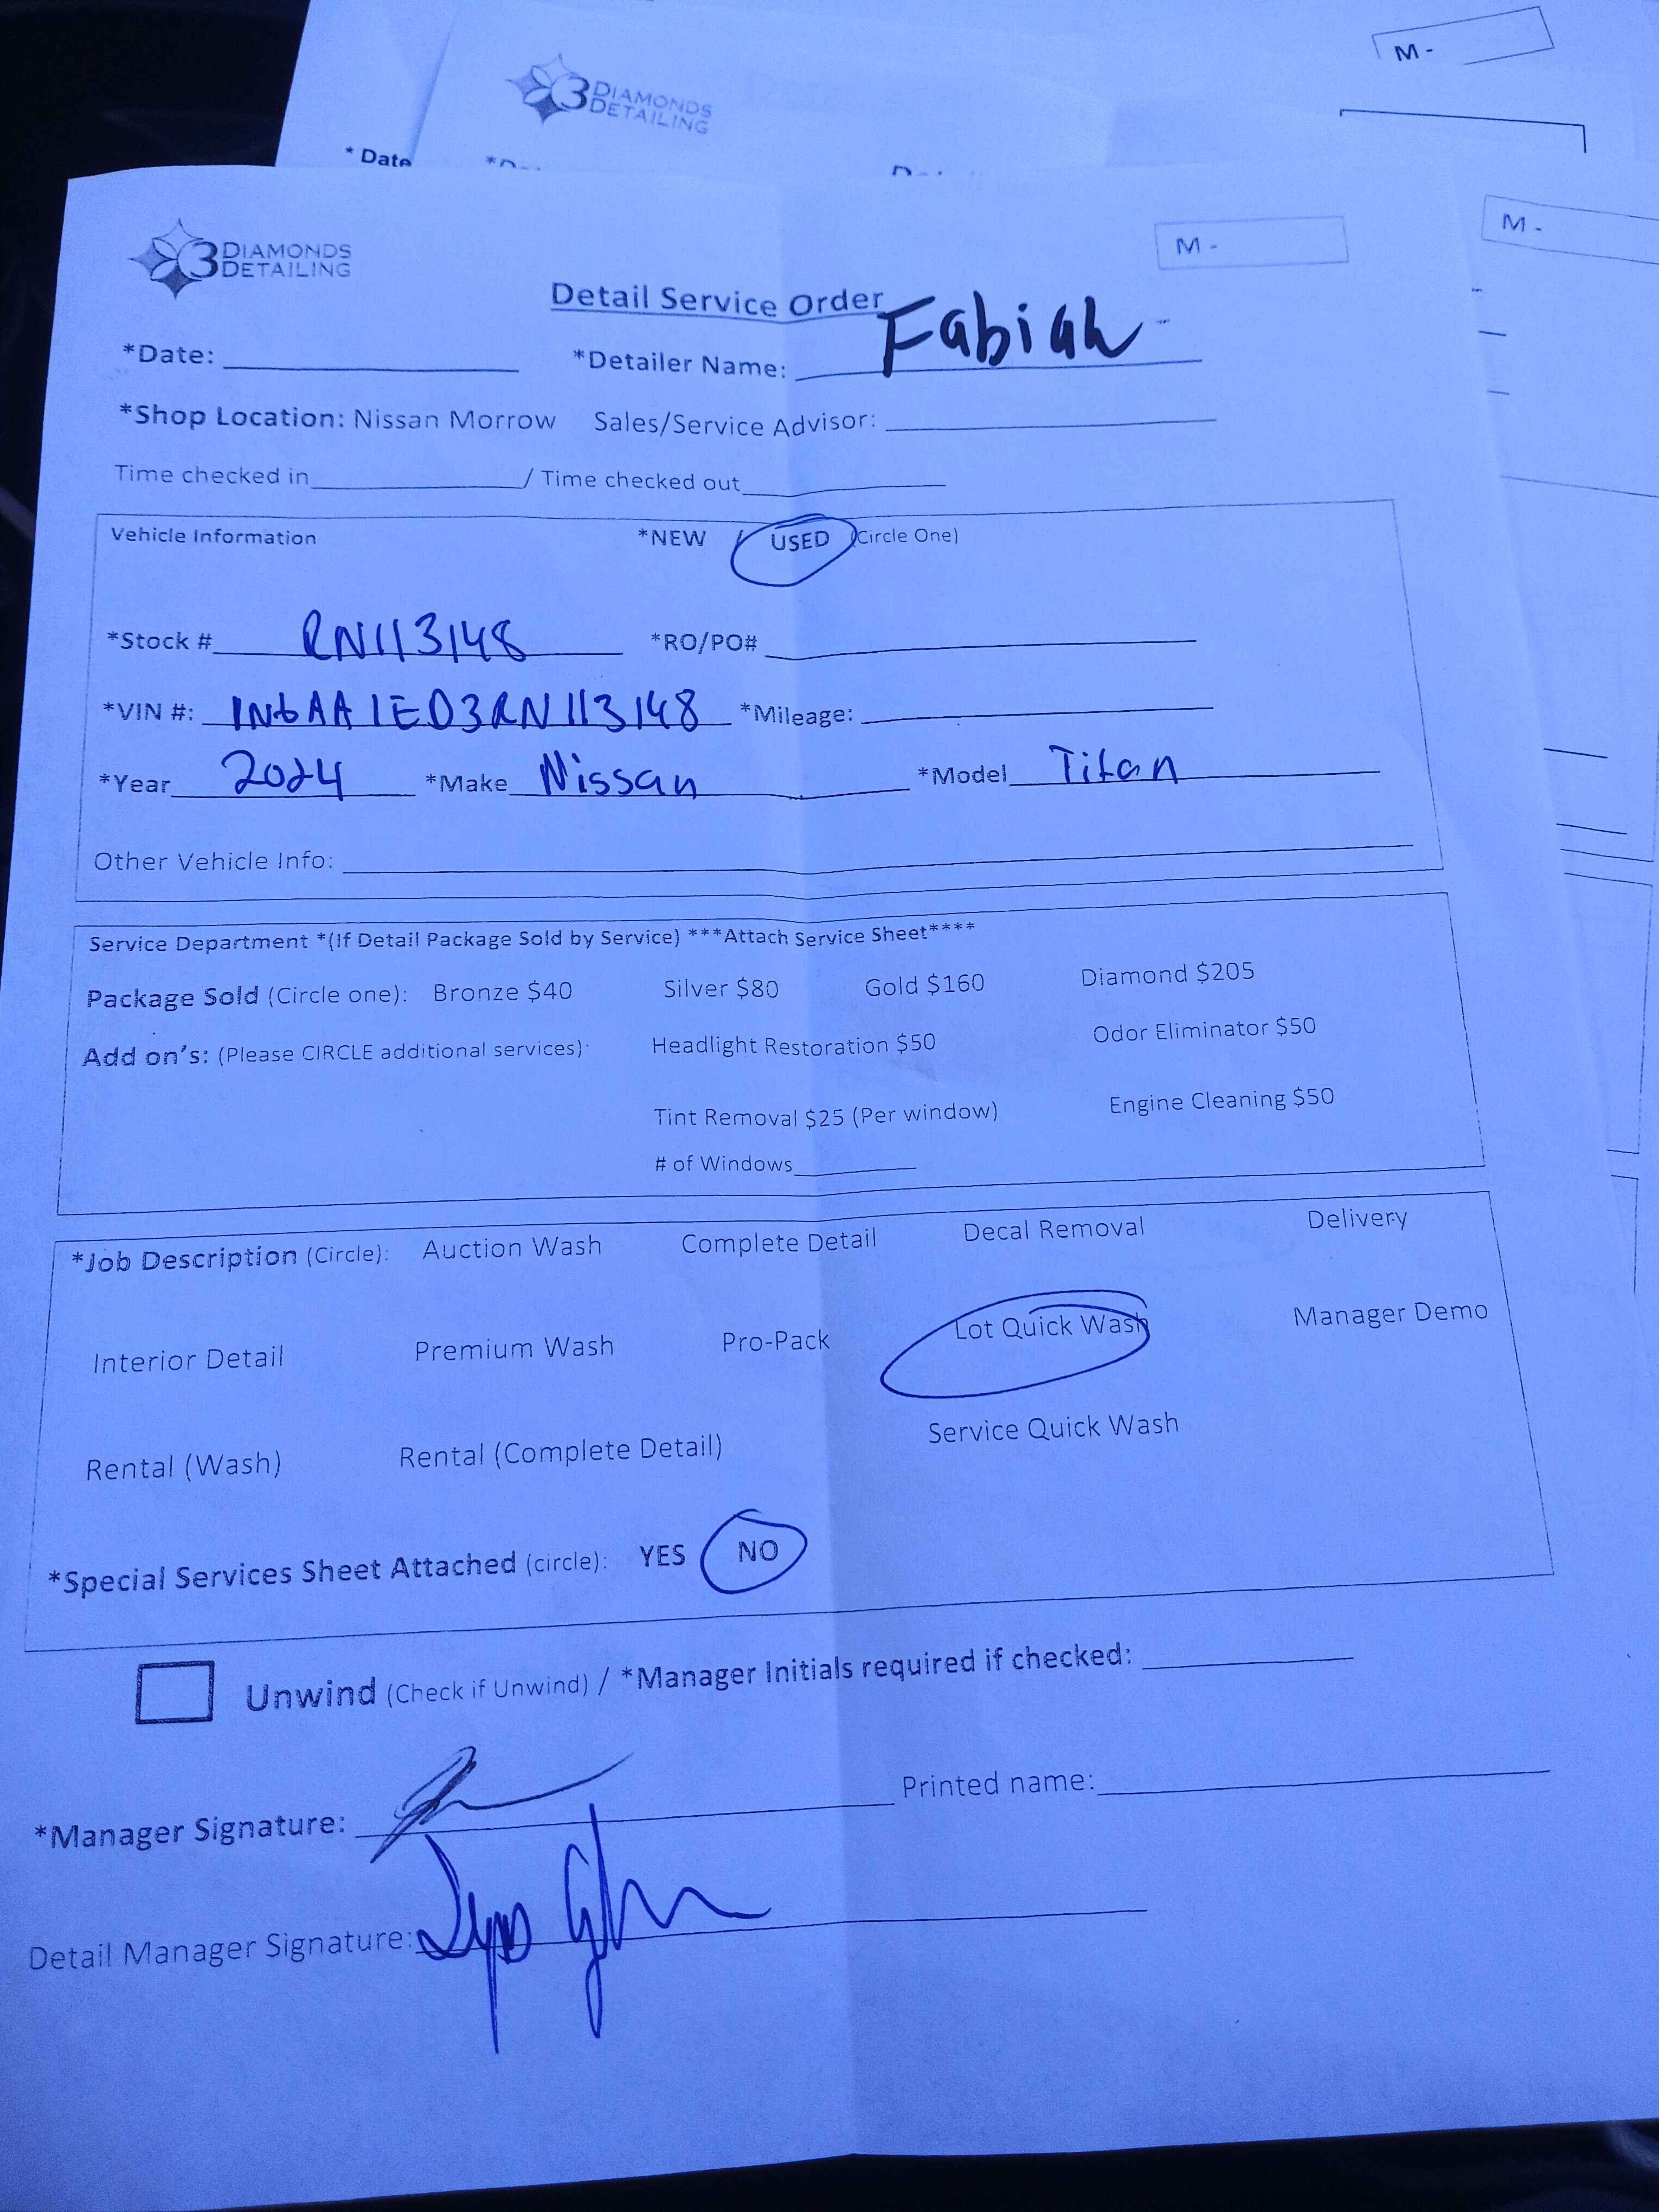 M -
3 DIAMONDS
DETAILING
* Date
M -
3 DIAMONDS
DETAILING
M -
Detail Service Order
*Date: *Detailer Name: Fabian
*Shop Location: Nissan Morrow Sales/Service Advisor:
Time checked in / Time checked out
Vehicle Information *NEW / USED (Circle One)
*Stock # RN113148 *RO/PO#
*VIN #: 1N6AA1ED3RN113148 *Mileage:
*Year 2024 *Make Nissan *Model Titan
Other Vehicle Info:
Service Department *(If Detail Package Sold by Service) ***Attach Service Sheet****
Package Sold (Circle one): Bronze $40 Silver $80 Gold $160 Diamond $205
Add on's: (Please CIRCLE additional services): Headlight Restoration $50 Odor Eliminator $50
Tint Removal $25 (Per window) Engine Cleaning $50
# of Windows
*Job Description (Circle): Auction Wash Complete Detail Decal Removal Delivery
Interior Detail Premium Wash Pro-Pack Lot Quick Wash Manager Demo
Rental (Wash) Rental (Complete Detail) Service Quick Wash
*Special Services Sheet Attached (circle): YES NO
Unwind (Check if Unwind) / *Manager Initials required if checked:
*Manager Signature: Printed name:
Detail Manager Signature: